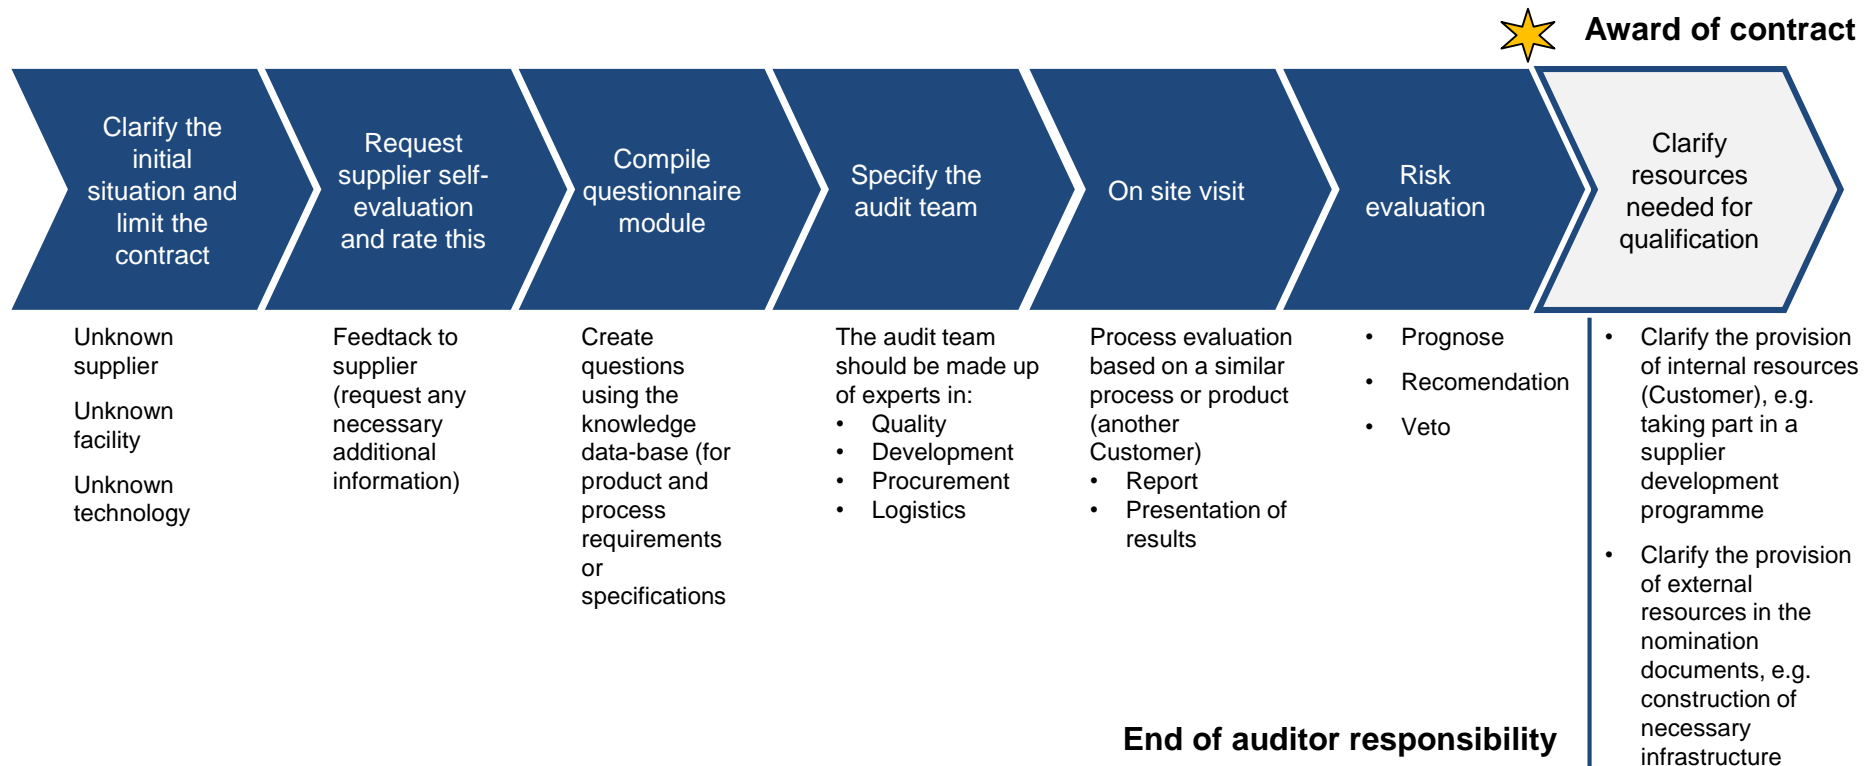 Award of contract
Clarify the
initial
situation and
limit the
contract
Request
supplier self-
evaluation
and rate this
Compile
questionnaire
module
Specify the
audit team
On site visit
Risk
evaluation
Clarify
resources
needed for
qualification
Unknown
supplier
Unknown
facility
Unknown
technology
Feedtack to
supplier
(request any
necessary
additional
information)
Create
questions
using the
knowledge
data-base (for
product and
process
requirements
or
specifications
The audit team
should be made up
of experts in:
• Quality
• Development
• Procurement
• Logistics
Process evaluation
based on a similar
process or product
(another
Customer)
• Report
• Presentation of
results
• Prognose
• Recomendation
• Veto
• Clarify the provision
of internal resources
(Customer), e.g.
taking part in a
supplier
development
programme
• Clarify the provision
of external
resources in the
nomination
documents, e.g.
construction of
necessary
infrastructure
End of auditor responsibility